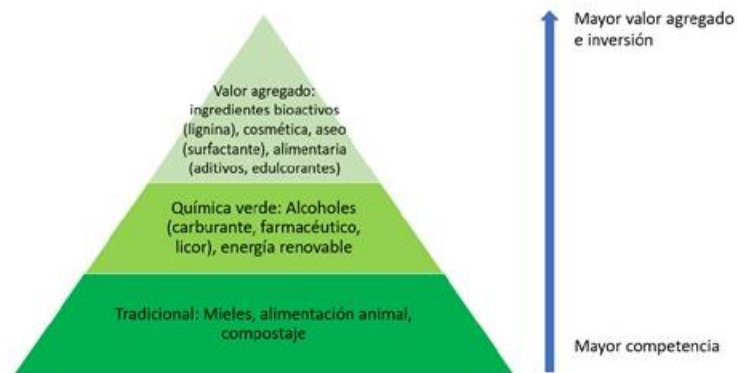 Valor agregado:
ingredientes bioactivos
(lignina), cosmética, aseo
(surfactante), alimentaria
(aditivos, edulcorantes)
Química verde: Alcoholes
(carburante, farmacéutico,
licor), energía renovable
Tradicional: Mieles, alimentación animal,
compostaje
Mayor valor agregado
e inversión
Mayor competencia